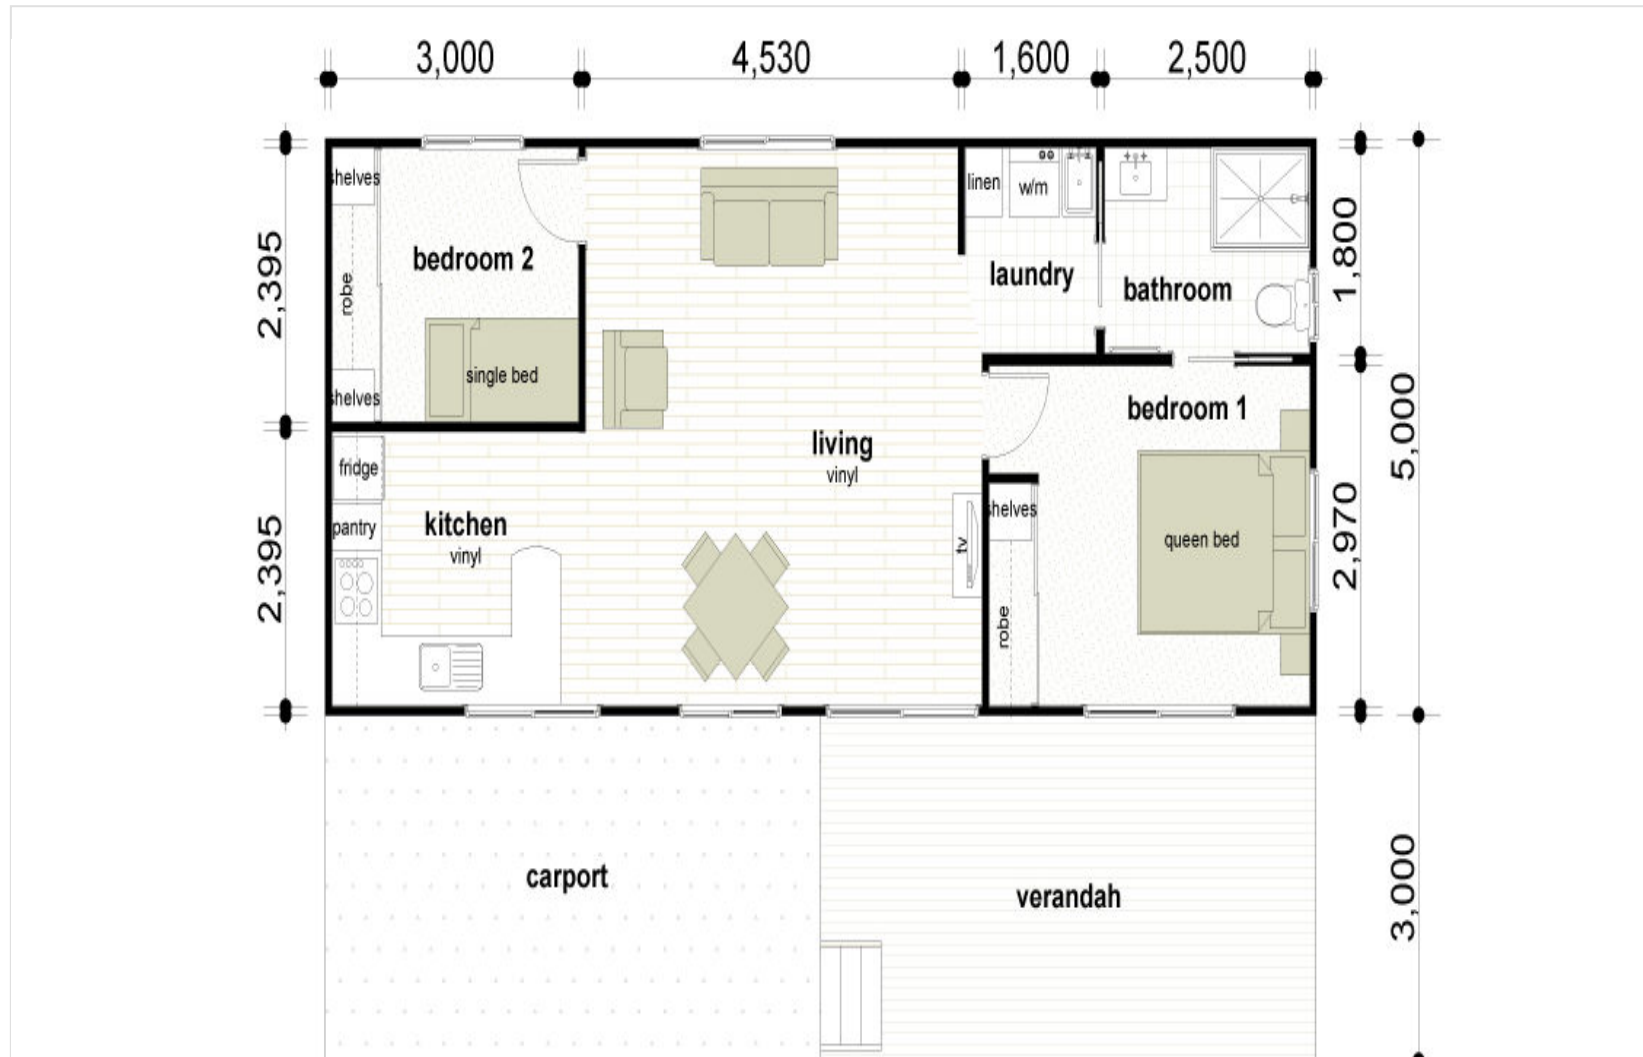 3,000
4,530
1,600
2,500
shelves
linen
w/m
1,800
2,395
bedroom 2
robe
laundry
bathroom
single bed
shelves
bedroom 1
5,000
living
vinyl
fridge
pantry
kitchen
vinyl
shelves
tv
queen bed
2,970
2,395
robe
carport
verandah
3,000